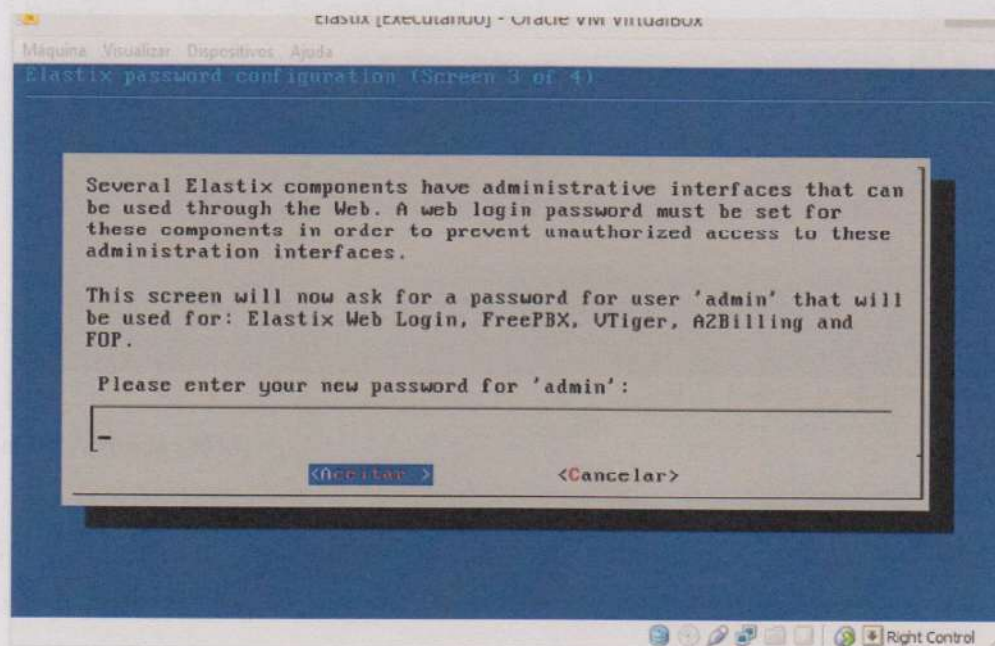 Elastix [Executando] - Oracle VM VirtualBox
Máquina Visualizar Dispositivos Ajuda
Elastix password configuration (Screen 3 of 4)
Several Elastix components have administrative interfaces that can
be used through the Web. A web login password must be set for
these components in order to prevent unauthorized access to these
administration interfaces.
This screen will now ask for a password for user 'admin' that will
be used for: Elastix Web Login, FreePBX, VTiger, A2Billing and
FOP.
Please enter your new password for 'admin':
<Aceitar > <Cancelar>
Right Control